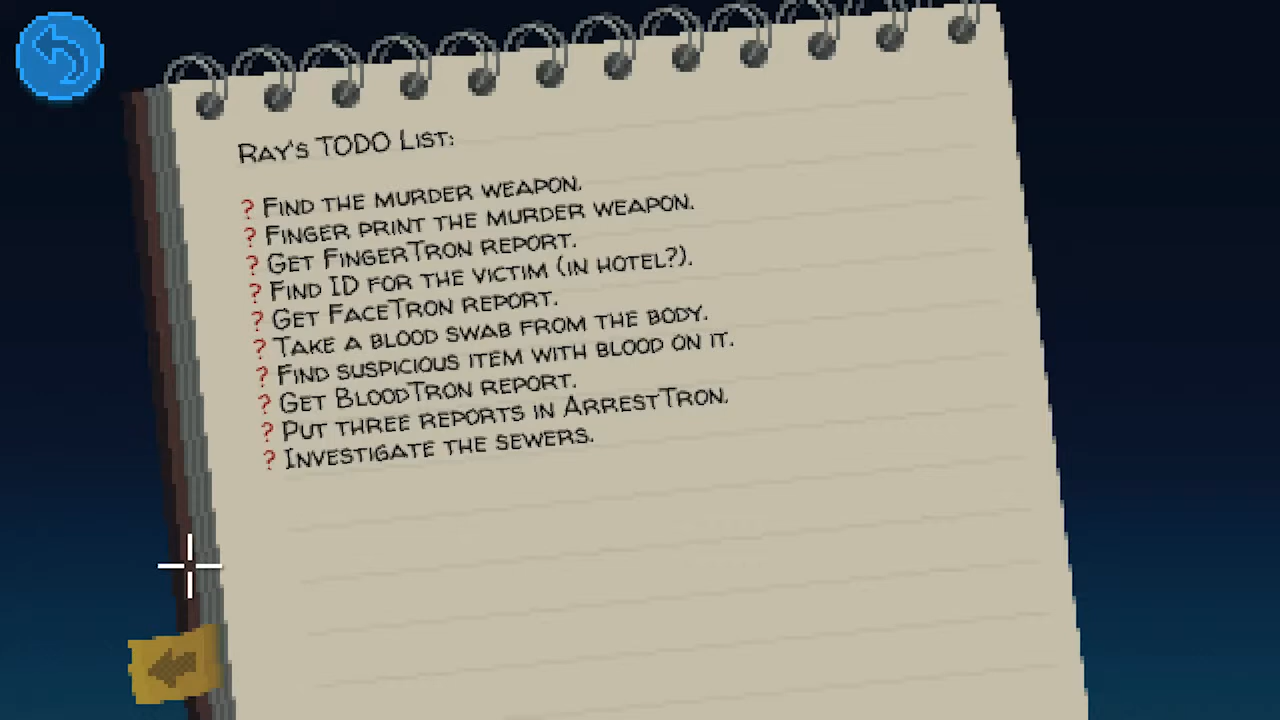 Ray's TODO List:
? Find the murder weapon.
? Finger print the murder weapon.
? Get FingerTron report.
? Find ID for the victim (in hotel?).
? Get FaceTron report.
? Take a blood swab from the body.
? Find suspicious item with blood on it.
? Get BloodTron report.
? Put three reports in ArrestTron.
? Investigate the sewers.